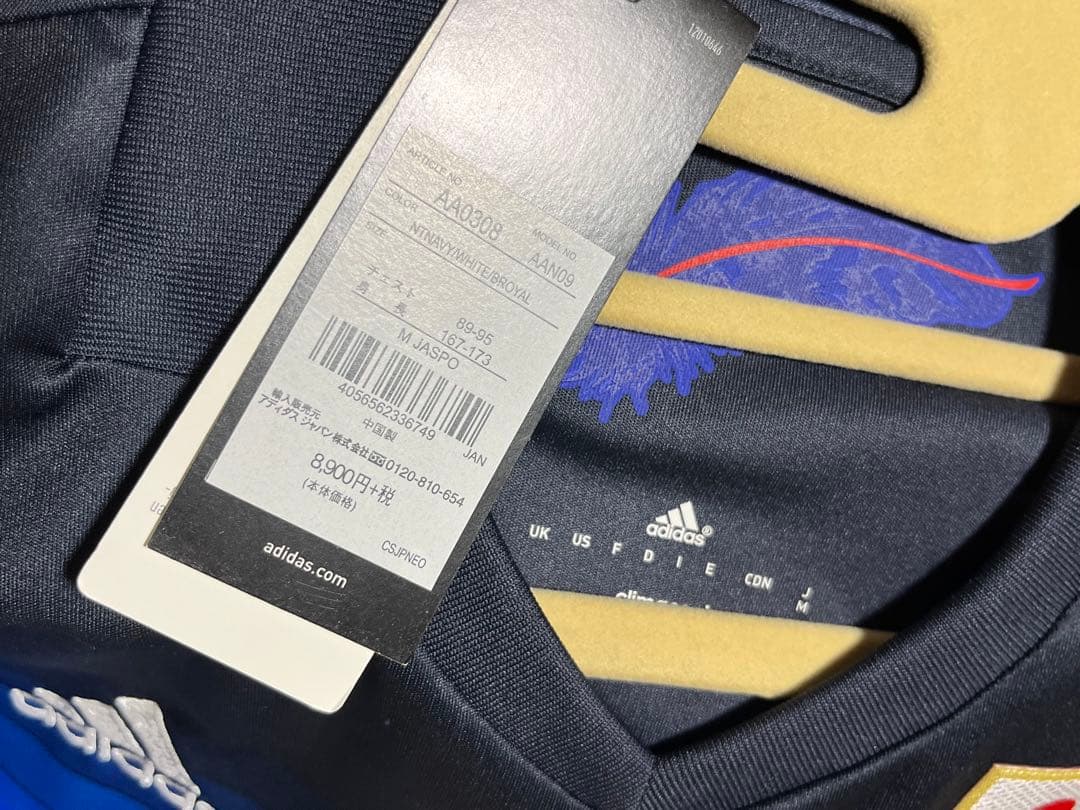 12010646
ARTICLE NO.
MODEL NO.
AA0308
AAN09
COLOR
NTNAVY/WHITE/BROYAL
SIZE
チェスト 89-95
身 長 167-173
M JASPO
4056562336749
JAN
中国製
輸入販売元
アディダス ジャパン株式会社 0120-810-654
8,900円+税
(本体価格)
CSJPNEO
adidas.com
adidas®
UK US F D I E CDN J
M
adidas